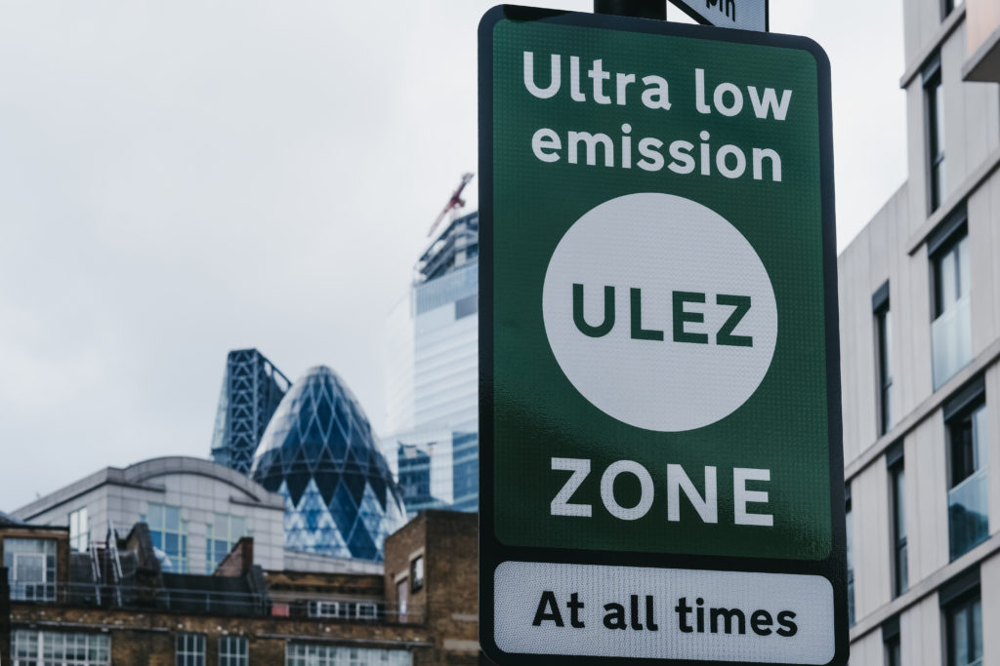 Ultra low
emission
ULEZ
ZONE
At all times